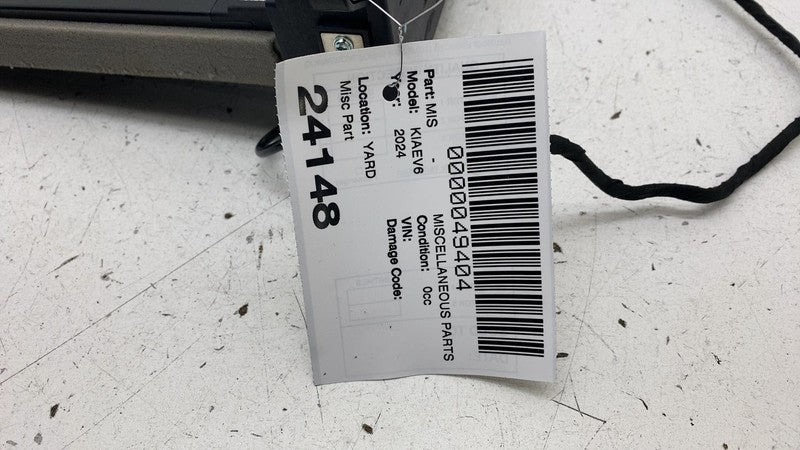 0000049404
Part: MIS - MISCELLANEOUS PARTS
Model: KIAEV6 Condition: 0cc
Year: 2024 VIN:
Damage Code:
Location: YARD
Misc Part
24148